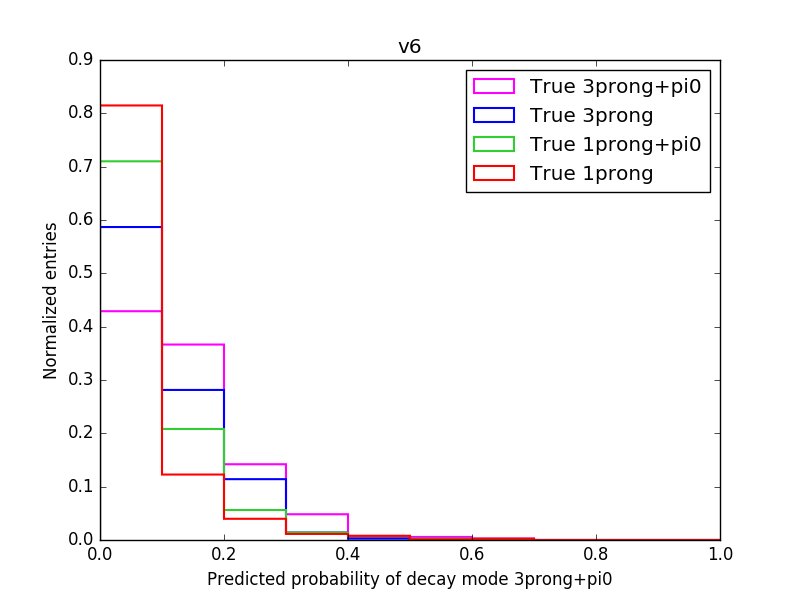 v6
True 3prong+pi0
True 3prong
True 1prong+pi0
True 1prong
Normalized entries
0.9
0.8
0.7
0.6
0.5
0.4
0.3
0.2
0.1
0.0
0.0 0.2 0.4 0.6 0.8 1.0
Predicted probability of decay mode 3prong+pi0